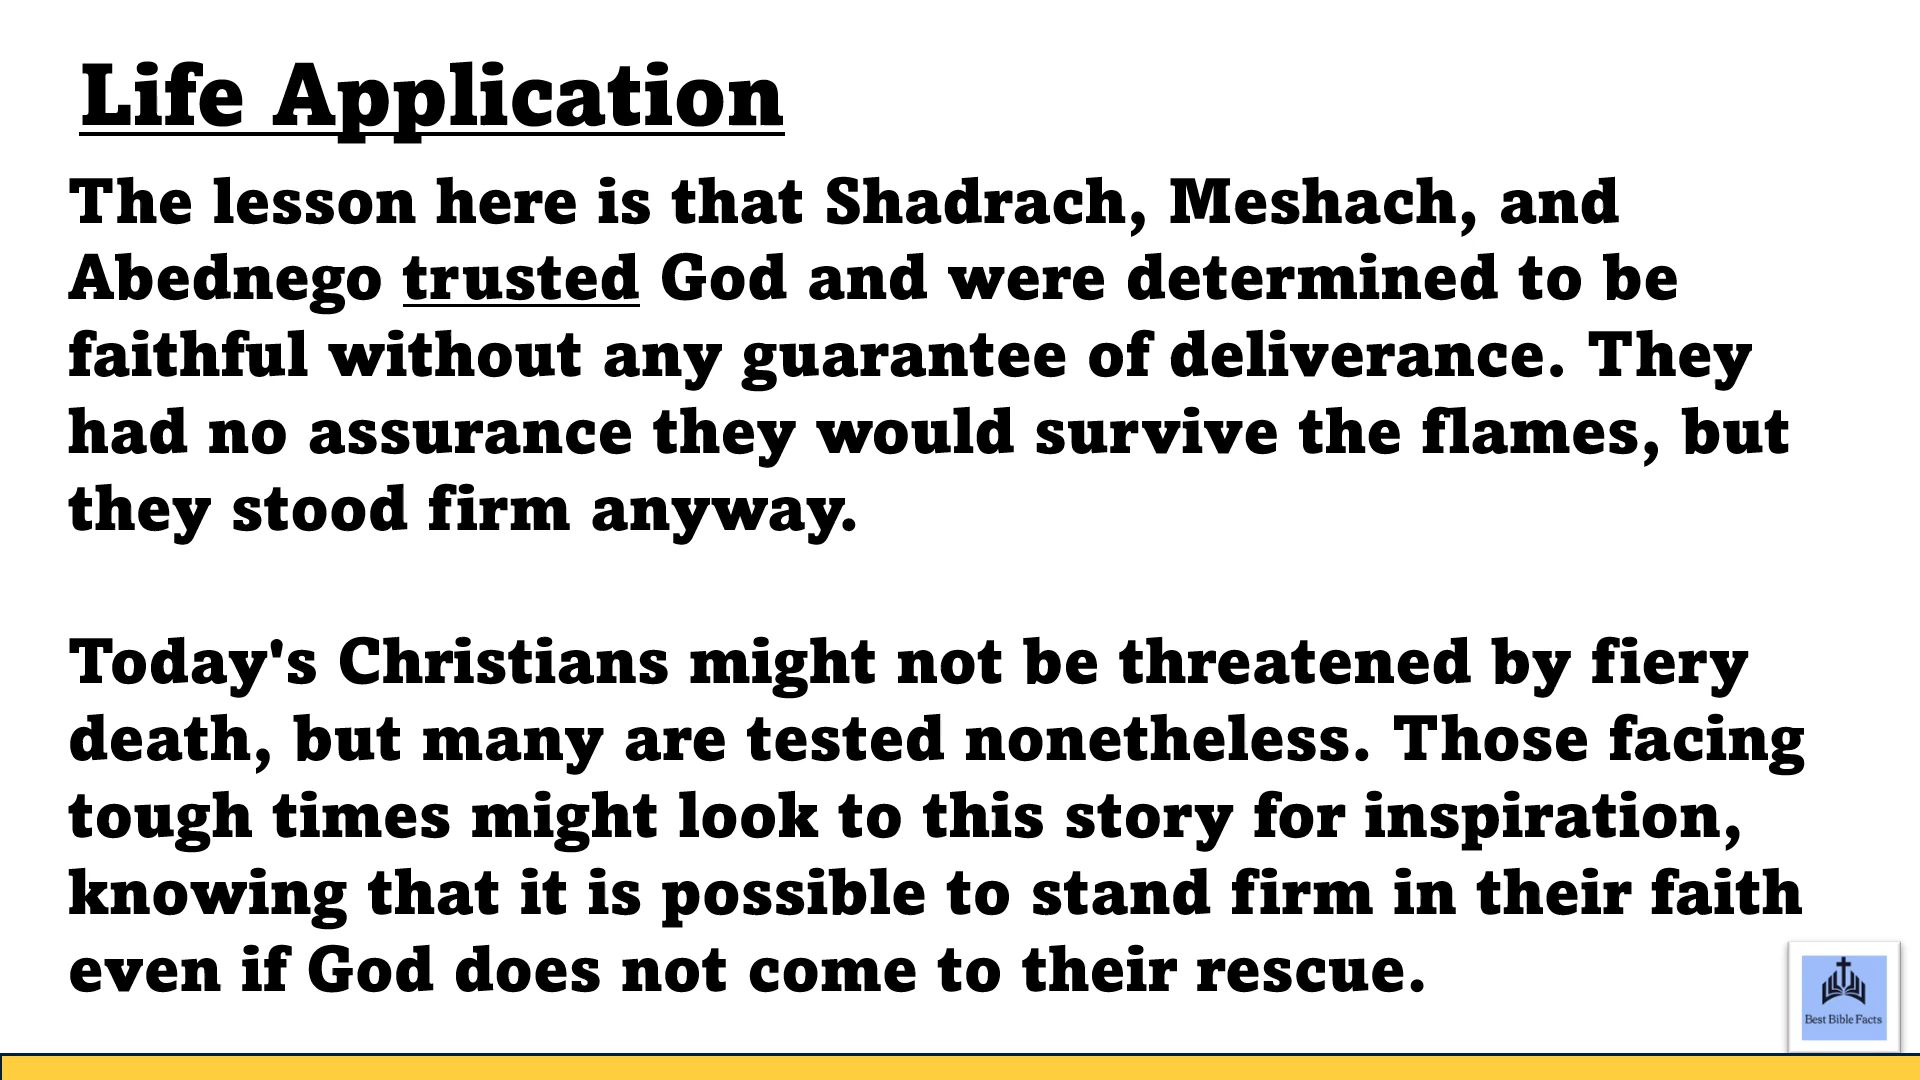 Life Application
The lesson here is that Shadrach, Meshach, and
Abednego trusted God and were determined to be
faithful without any guarantee of deliverance. They
had no assurance they would survive the flames, but
they stood firm anyway.
Today's Christians might not be threatened by fiery
death, but many are tested nonetheless. Those facing
tough times might look to this story for inspiration,
knowing that it is possible to stand firm in their faith
even if God does not come to their rescue.
Best Bible Facts